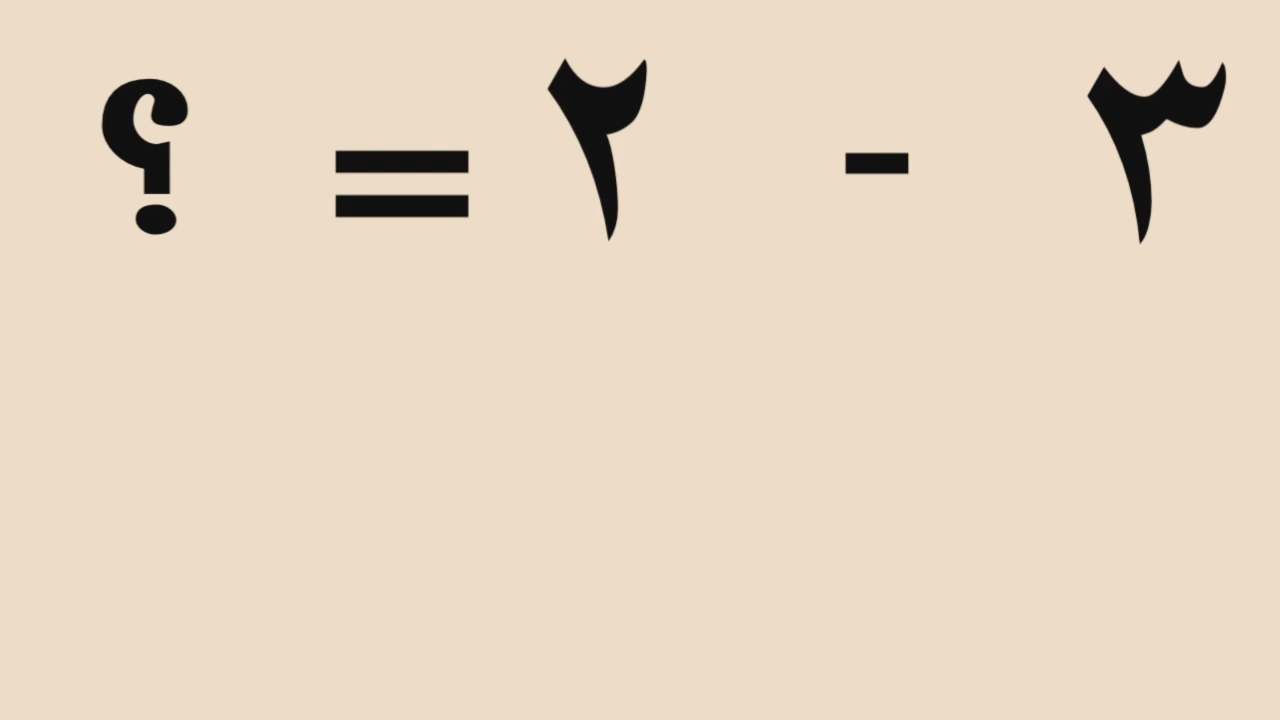 ٣ - ٢ = ؟